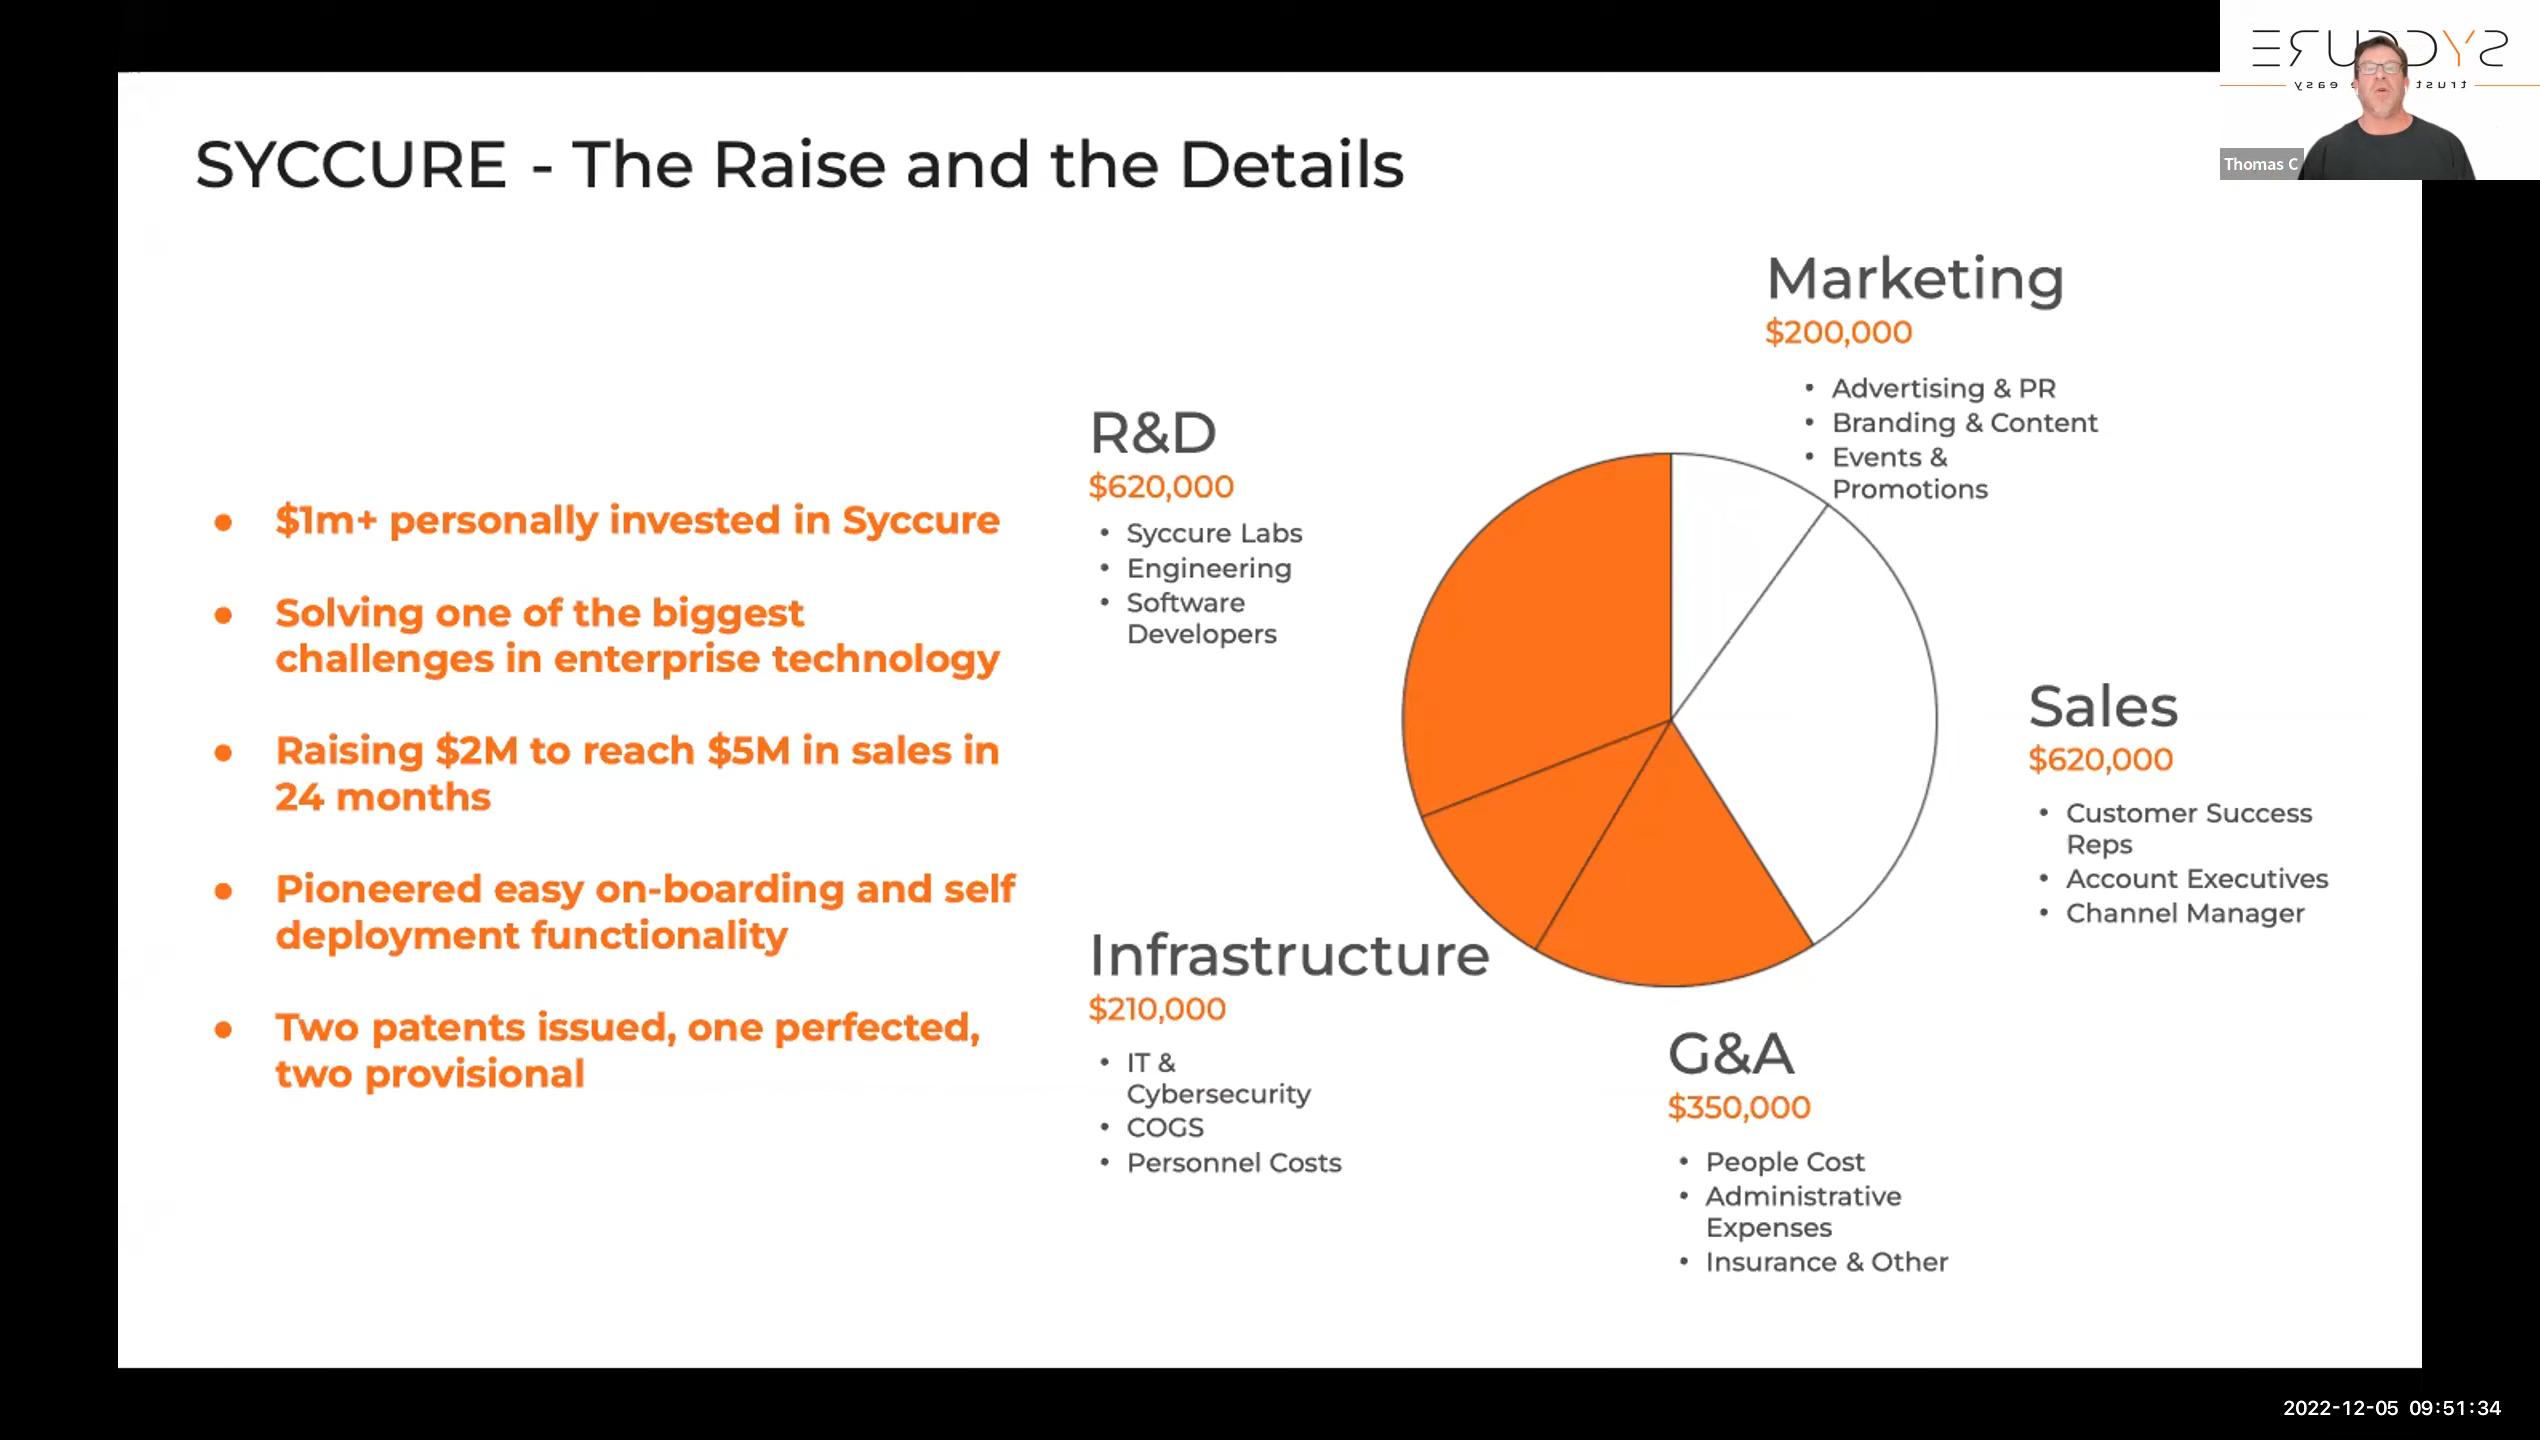 SYCCURE
trust
easy
Thomas C
SYCCURE - The Raise and the Details
• $1m+ personally invested in Syccure
• Solving one of the biggest
challenges in enterprise technology
• Raising $2M to reach $5M in sales in
24 months
• Pioneered easy on-boarding and self
deployment functionality
• Two patents issued, one perfected,
two provisional
R&D
$620,000
• Syccure Labs
• Engineering
• Software
Developers
Marketing
$200,000
• Advertising & PR
• Branding & Content
• Events &
Promotions
Sales
$620,000
• Customer Success
Reps
• Account Executives
• Channel Manager
Infrastructure
$210,000
• IT &
Cybersecurity
• COGS
• Personnel Costs
G&A
$350,000
• People Cost
• Administrative
Expenses
• Insurance & Other
2022-12-05 09:51:34